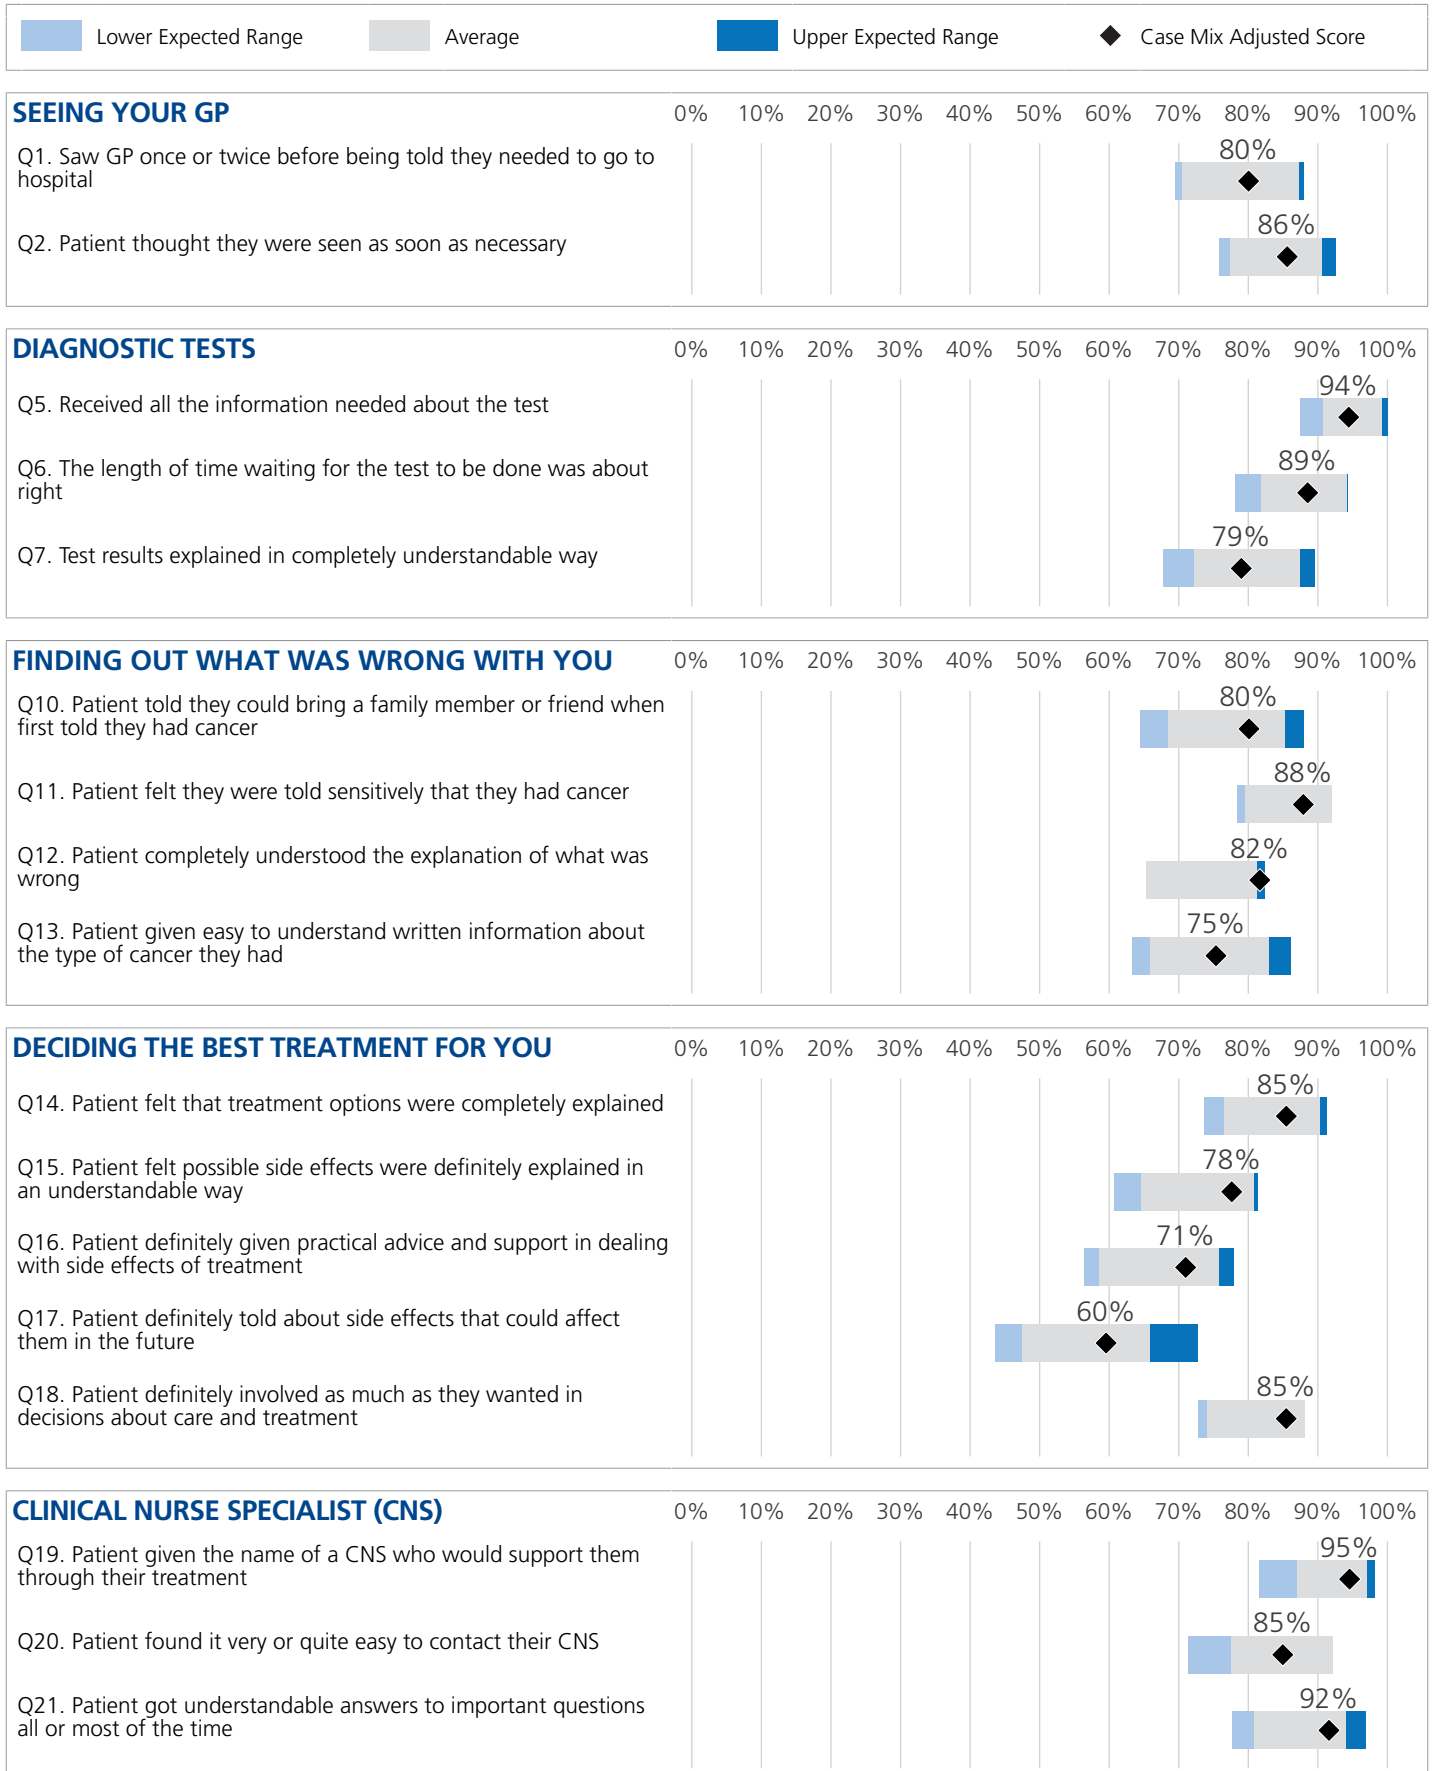 Lower Expected Range Average Upper Expected Range Case Mix Adjusted Score
SEEING YOUR GP 0% 10% 20% 30% 40% 50% 60% 70% 80% 90% 100%
Q1. Saw GP once or twice before being told they needed to go to
hospital
80%
Q2. Patient thought they were seen as soon as necessary
86%
DIAGNOSTIC TESTS 0% 10% 20% 30% 40% 50% 60% 70% 80% 90% 100%
Q5. Received all the information needed about the test
94%
Q6. The length of time waiting for the test to be done was about
right
89%
Q7. Test results explained in completely understandable way
79%
FINDING OUT WHAT WAS WRONG WITH YOU 0% 10% 20% 30% 40% 50% 60% 70% 80% 90% 100%
Q10. Patient told they could bring a family member or friend when
first told they had cancer
80%
Q11. Patient felt they were told sensitively that they had cancer
88%
Q12. Patient completely understood the explanation of what was
wrong
82%
Q13. Patient given easy to understand written information about
the type of cancer they had
75%
DECIDING THE BEST TREATMENT FOR YOU 0% 10% 20% 30% 40% 50% 60% 70% 80% 90% 100%
Q14. Patient felt that treatment options were completely explained
85%
Q15. Patient felt possible side effects were definitely explained in
an understandable way
78%
Q16. Patient definitely given practical advice and support in dealing
with side effects of treatment
71%
Q17. Patient definitely told about side effects that could affect
them in the future
60%
Q18. Patient definitely involved as much as they wanted in
decisions about care and treatment
85%
CLINICAL NURSE SPECIALIST (CNS) 0% 10% 20% 30% 40% 50% 60% 70% 80% 90% 100%
Q19. Patient given the name of a CNS who would support them
through their treatment
95%
Q20. Patient found it very or quite easy to contact their CNS
85%
Q21. Patient got understandable answers to important questions
all or most of the time
92%